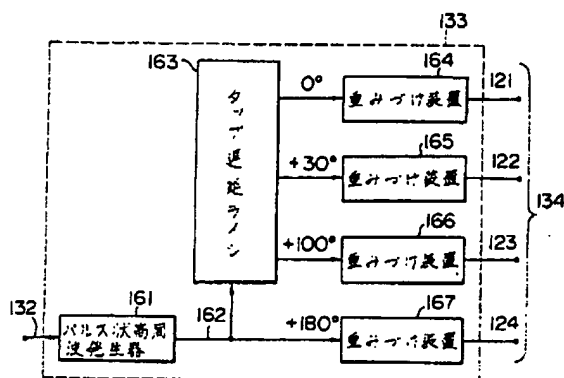 133
163
164
0°
重みづけ装置
121
165
+30°
重みづけ装置
122
タップ遅延ライン
134
166
+100°
重みづけ装置
123
132
161
パルス状高周
波発生器
162
167
+180°
重みづけ装置
124